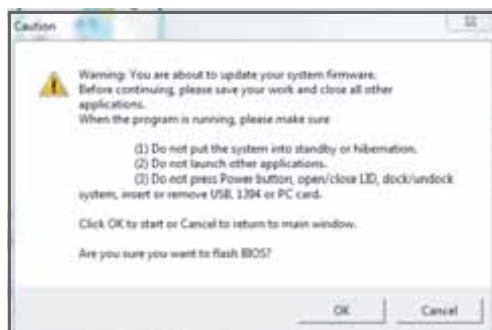 Caution
Warning: You are about to update your system firmware.
Before continuing, please save your work and close all other
applications.
When the program is running, please make sure
(1) Do not put the system into standby or hibernation.
(2) Do not launch other applications.
(3) Do not press Power button, open/close LID, dock/undock
system, insert or remove USB, 1394 or PC card.
Click OK to start or Cancel to return to main window.
Are you sure you want to flash BIOS?
OK
Cancel